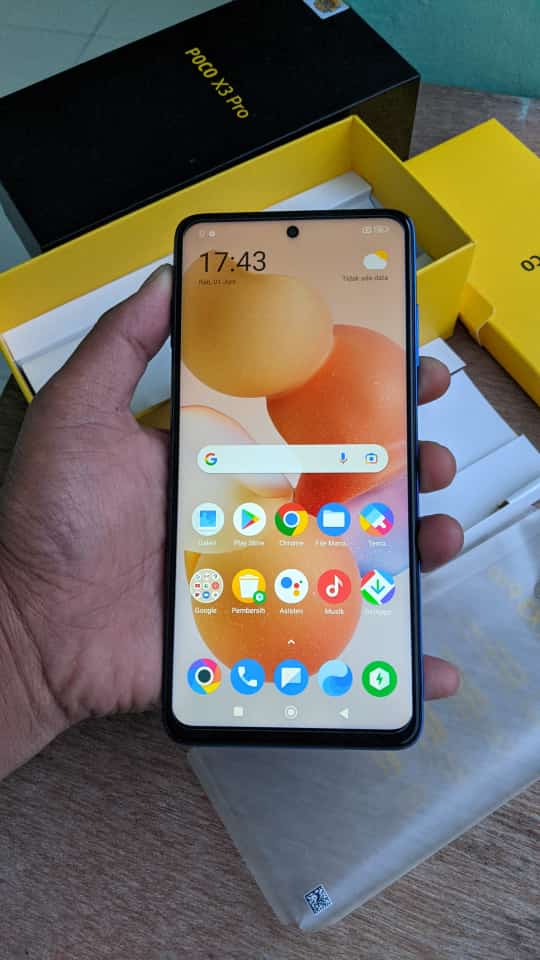 POCO X3 Pro
17:43
Rab, 01 Juni
Tidak ada data
Galeri
Play Store
Chrome
File Mana...
Tema...
Google
Pembersih
Asisten
Musik
GetApps